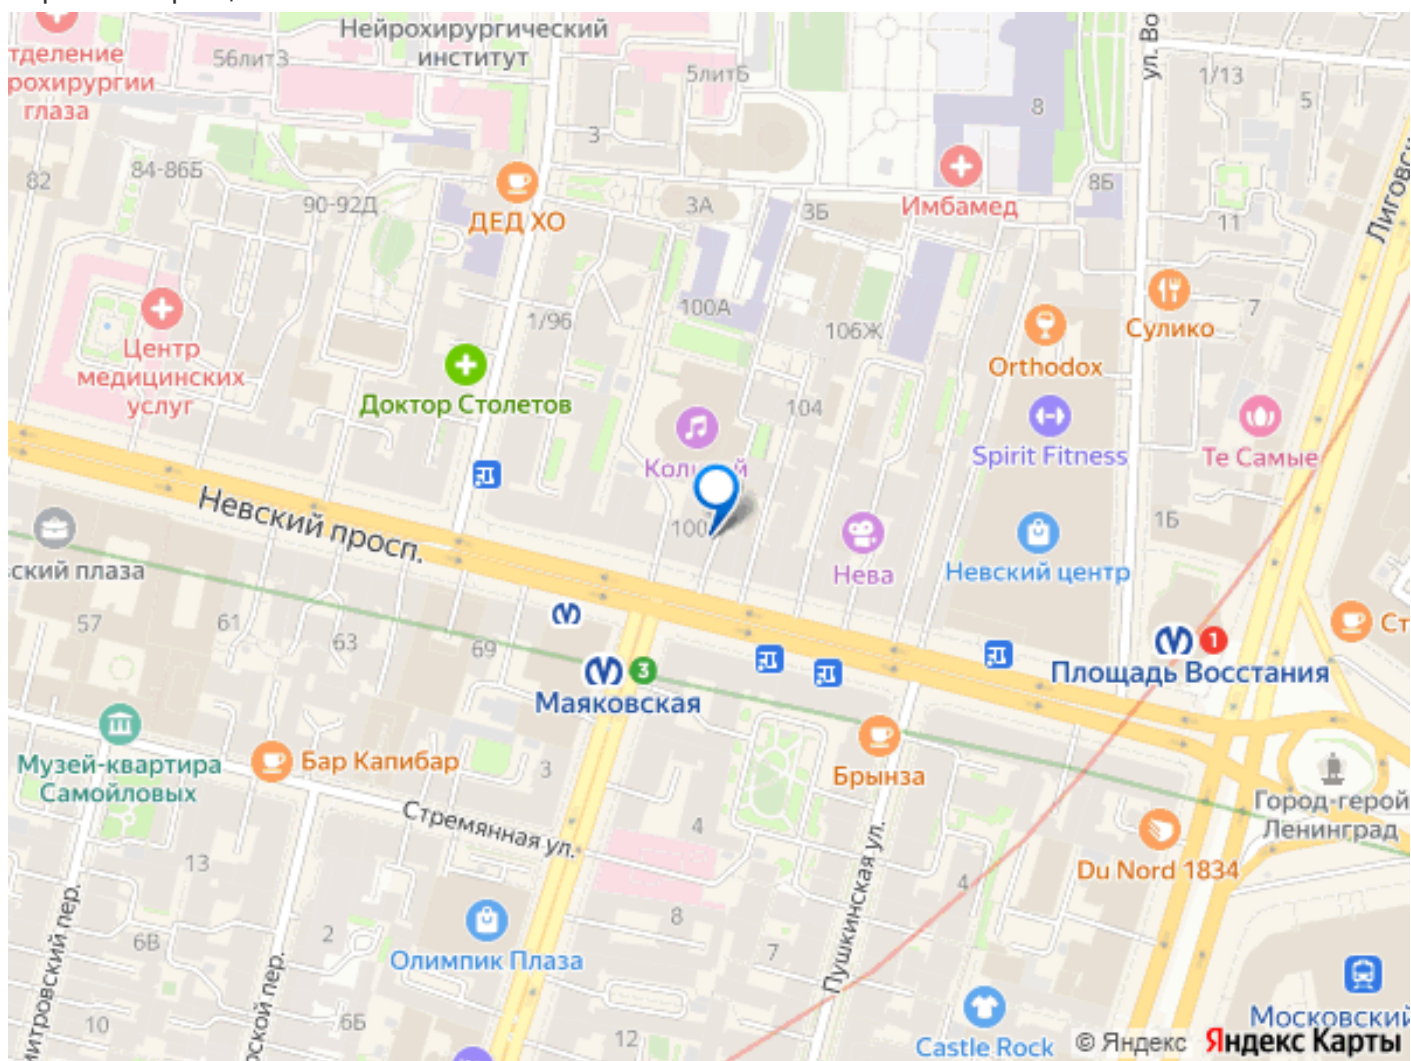 Нейрохирургический
институт
тделение
рохирургии
глаза
56литЗ
5литБ
ул. Во
1/13
5
8
3
82
84-86Б
90-92Д
ДЕД ХО
3А
3Б
Имбамед
8Б
11
Лиговс
Центр
медицинских
услуг
1/96
100А
106Ж
Orthodox
Сулико
7
Доктор Столетов
104
Spirit Fitness
Те Самые
Невский просп.
100
Нева
Невский центр
1Б
ский плаза
57
61
63
69
3
Маяковская
1
Площадь Восстания
Ст
Музей-квартира
Самойловых
Бар Капибар
3
Стремянная ул.
4
Брынза
Город-герой
Ленинград
Du Nord 1834
13
6В
2
Олимпик Плаза
8
7
4
Пушкинская ул.
митровский пер.
рской пер.
10
6Б
12
Castle Rock
Московский
© Яндекс
Яндекс Карты